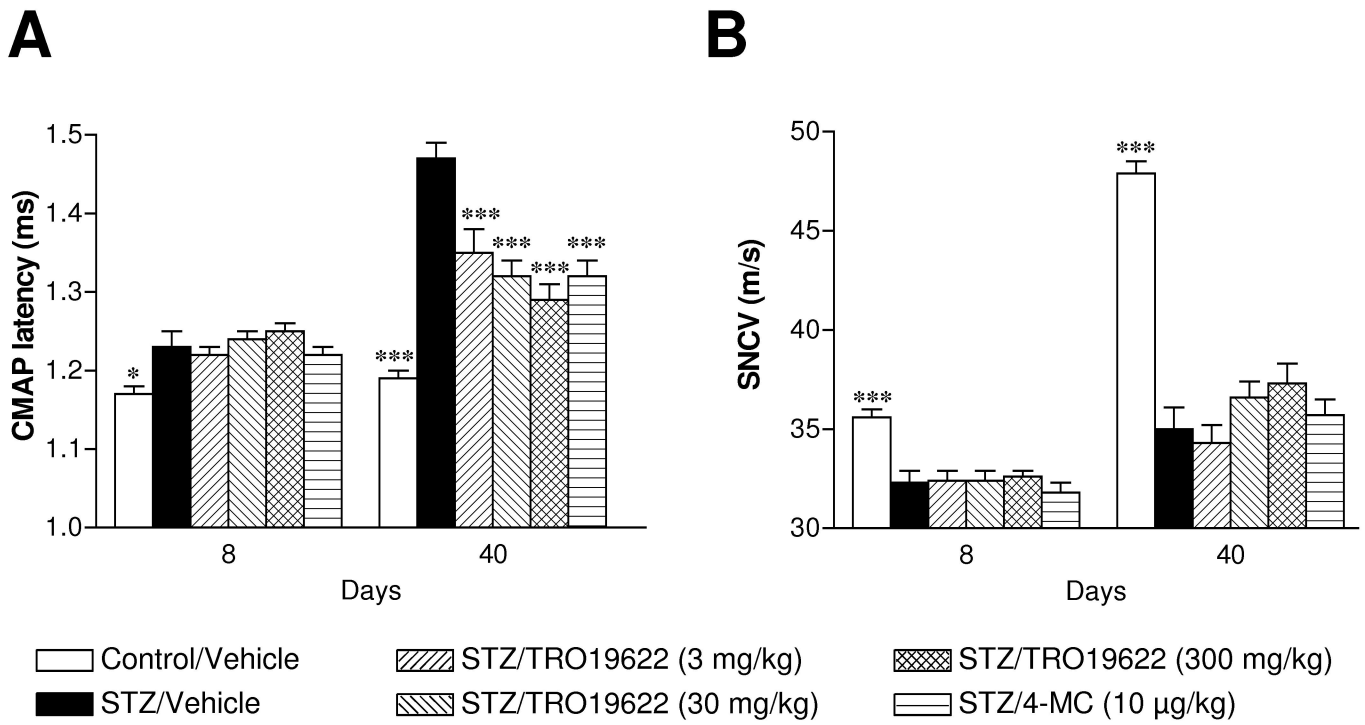 A
B
1.5
1.4
1.3
1.2
1.1
1.0
CMAP latency (ms)
*
***
***
***
***
***
8
40
Days
50
45
40
35
30
SNCV (m/s)
***
***
8
40
Days
Control/Vehicle
STZ/TRO19622 (3 mg/kg)
STZ/TRO19622 (300 mg/kg)
STZ/Vehicle
STZ/TRO19622 (30 mg/kg)
STZ/4-MC (10 µg/kg)